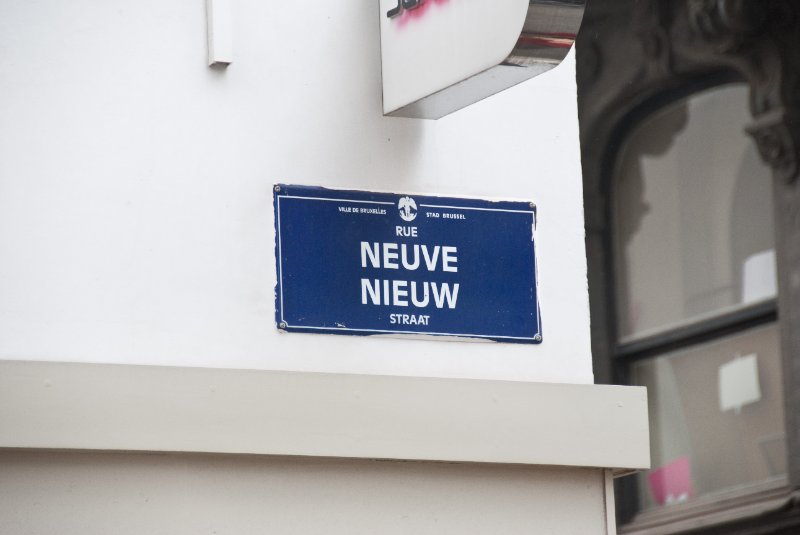 VILLE DE BRUXELLES STAD BRUSSEL
RUE
NEUVE
NIEUW
STRAAT